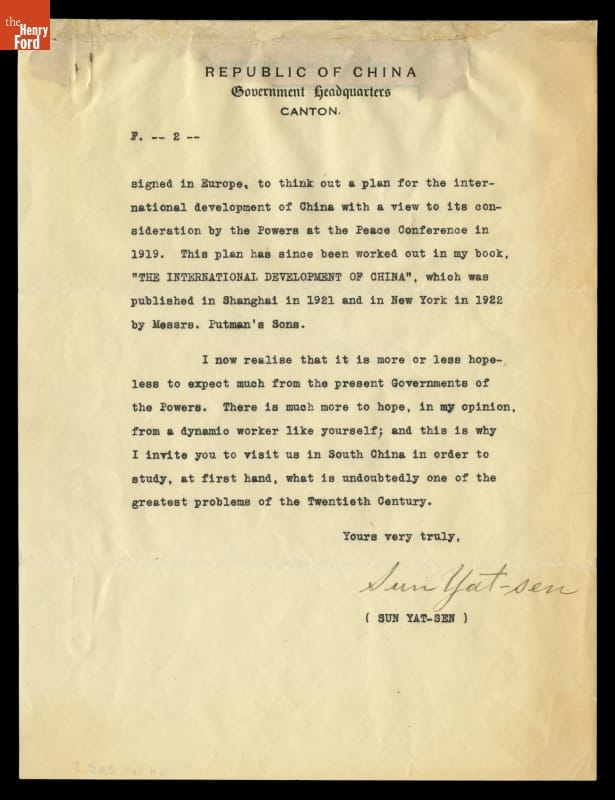 the
Henry
Ford
REPUBLIC OF CHINA
Government Headquarters
CANTON.
F. -- 2 --
signed in Europe, to think out a plan for the inter-
national development of China with a view to its con-
sideration by the Powers at the Peace Conference in
1919. This plan has since been worked out in my book,
"THE INTERNATIONAL DEVELOPMENT OF CHINA", which was
published in Shanghai in 1921 and in New York in 1922
by Messrs. Putman's Sons.
I now realise that it is more or less hope-
less to expect much from the present Governments of
the Powers. There is much more to hope, in my opinion,
from a dynamic worker like yourself; and this is why
I invite you to visit us in South China in order to
study, at first hand, what is undoubtedly one of the
greatest problems of the Twentieth Century.
Yours very truly,
Sun Yat-sen
( SUN YAT-SEN )